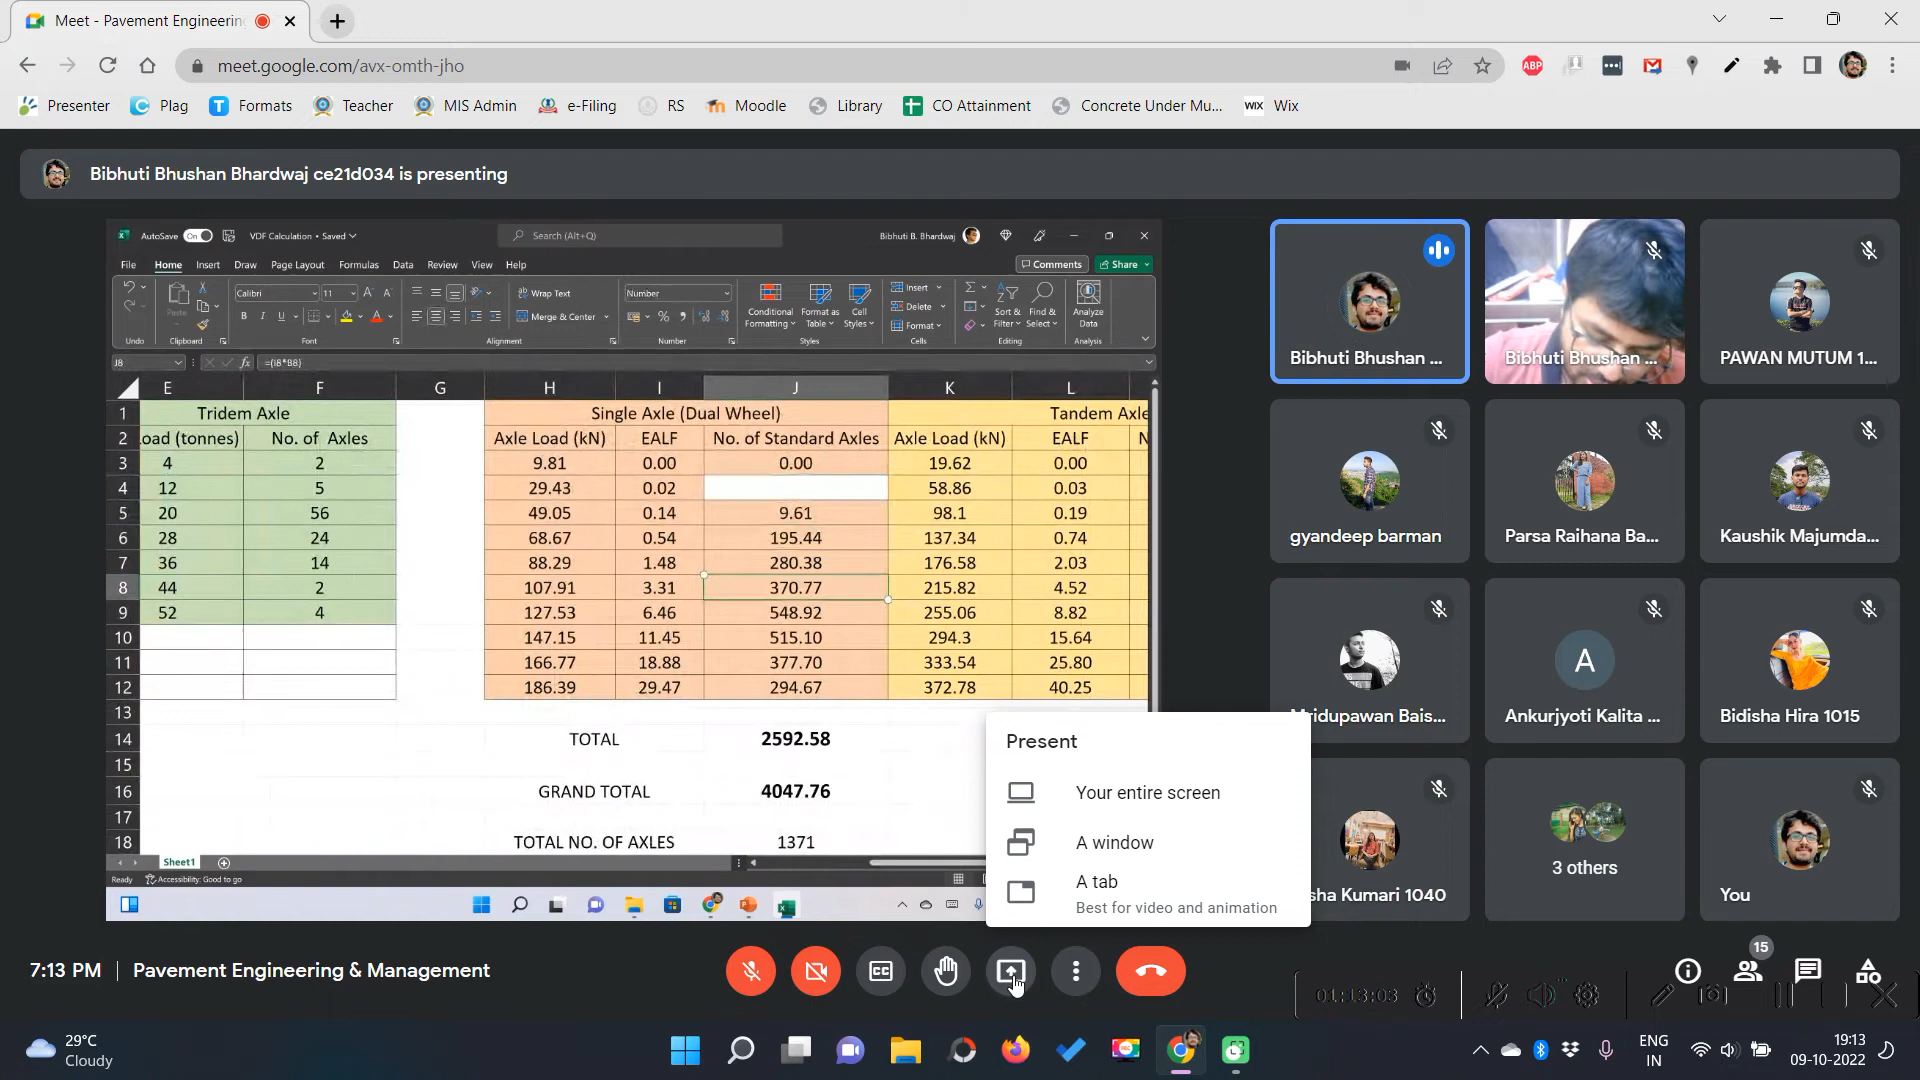 Meet - Pavement Engineerin
meet.google.com/avx-omth-jho
ABP
Presenter Plag Formats Teacher MIS Admin e-Filing RS Moodle Library CO Attainment Concrete Under Mu... WIX Wix
Bibhuti Bhushan Bhardwaj ce21d034 is presenting
AutoSave On VDF Calculation • Saved Search (Alt+Q) Bibhuti B. Bhardwaj
File Home Insert Draw Page Layout Formulas Data Review View Help Comments Share
Paste Calibri 11 Wrap Text Number Conditional Formatting Format as Table Cell Styles Insert Sort & Filter Find & Select Analyze Data
B I U Merge & Center Delete
Format
Undo Clipboard Font Alignment Number Styles Cells Editing Analysis
J8 =(I8*B8)
E F G H I J K L
1 Tridem Axle Single Axle (Dual Wheel) Tandem Axle
2 oad (tonnes) No. of Axles Axle Load (kN) EALF No. of Standard Axles Axle Load (kN) EALF N
3 4 2 9.81 0.00 0.00 19.62 0.00
4 12 5 29.43 0.02 58.86 0.03
5 20 56 49.05 0.14 9.61 98.1 0.19
6 28 24 68.67 0.54 195.44 137.34 0.74
7 36 14 88.29 1.48 280.38 176.58 2.03
8 44 2 107.91 3.31 370.77 215.82 4.52
9 52 4 127.53 6.46 548.92 255.06 8.82
10 147.15 11.45 515.10 294.3 15.64
11 166.77 18.88 377.70 333.54 25.80
12 186.39 29.47 294.67 372.78 40.25
13
14 TOTAL 2592.58
15
16 GRAND TOTAL 4047.76
17
18 TOTAL NO. OF AXLES 1371
Sheet1
Ready Accessibility: Good to go
Present
Your entire screen
A window
A tab
Best for video and animation
Bibhuti Bhushan ... Bibhuti Bhushan ... PAWAN MUTUM 1...
gyandeep barman Parsa Raihana Ba... Kaushik Majumda...
A
ridupawan Bais... Ankurjyoti Kalita ... Bidisha Hira 1015
sha Kumari 1040 3 others You
7:13 PM Pavement Engineering & Management CC 15
01:13:03
29°C
Cloudy
REC
ENG
IN
19:13
09-10-2022